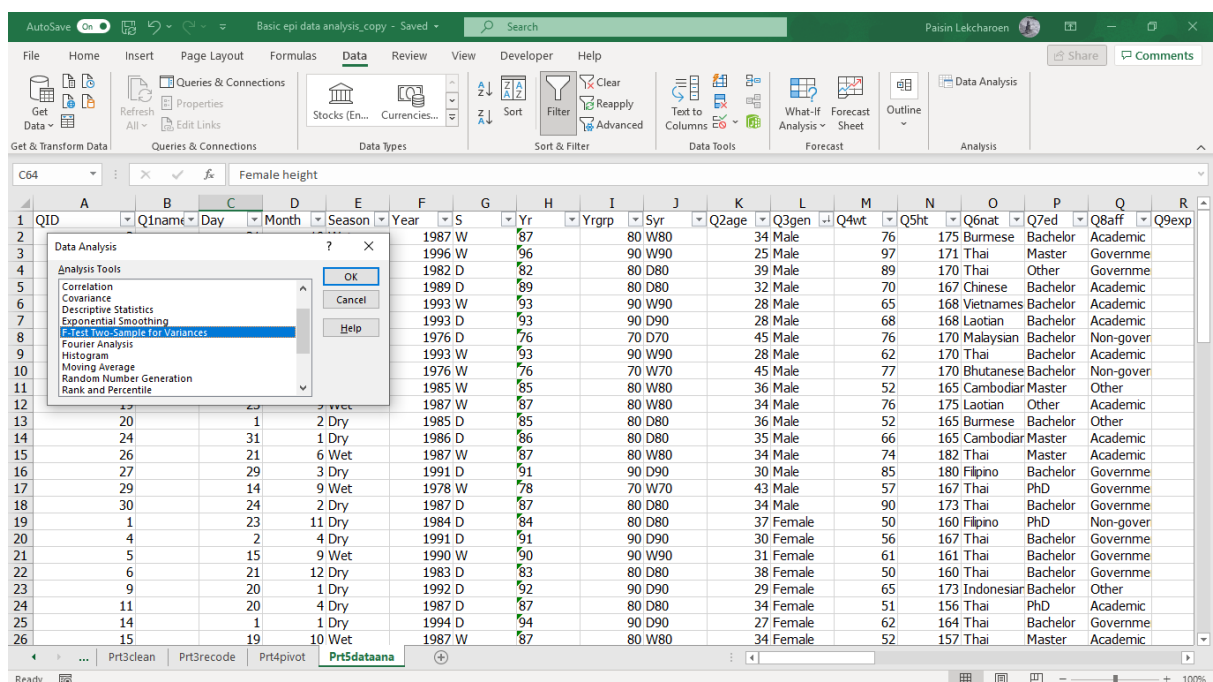 AutoSave On Basic epi data analysis_copy - Saved Search Paisin Lekcharoen
File Home Insert Page Layout Formulas Data Review View Developer Help Share Comments
Get Data Refresh All Queries & Connections Properties Edit Links Stocks (En... Currencies... Sort Filter Clear Reapply Advanced Text to Columns What-If Analysis Forecast Sheet Outline Data Analysis
Get & Transform Data Queries & Connections Data Types Sort & Filter Data Tools Forecast Analysis
C64 fx Female height
A B C D E F G H I J K L M N O P Q R
1 QID Q1name Day Month Season Year S Yr Yrgrp Syr Q2age Q3gen Q4wt Q5ht Q6nat Q7ed Q8aff Q9exp
Data Analysis ? X
Analysis Tools
Correlation
Covariance
Descriptive Statistics
Exponential Smoothing
F-Test Two-Sample for Variances
Fourier Analysis
Histogram
Moving Average
Random Number Generation
Rank and Percentile
OK
Cancel
Help
2 1987 W 87 80 W80 34 Male 76 175 Burmese Bachelor Academic
3 1996 W 96 90 W90 25 Male 97 171 Thai Master Governme
4 1982 D 82 80 D80 39 Male 89 170 Thai Other Governme
5 1989 D 89 80 D80 32 Male 70 167 Chinese Bachelor Academic
6 1993 W 93 90 W90 28 Male 65 168 Vietnames Bachelor Academic
7 1993 D 93 90 D90 28 Male 68 168 Laotian Bachelor Academic
8 1976 D 76 70 D70 45 Male 76 170 Malaysian Bachelor Non-gover
9 1993 W 93 90 W90 28 Male 62 170 Thai Bachelor Academic
10 1976 W 76 70 W70 45 Male 77 170 Bhutanese Bachelor Non-gover
11 1985 W 85 80 W80 36 Male 52 165 Cambodian Master Other
12 19 23 9 Wet 1987 W 87 80 W80 34 Male 76 175 Laotian Other Academic
13 20 1 2 Dry 1985 D 85 80 D80 36 Male 52 165 Burmese Bachelor Other
14 24 31 1 Dry 1986 D 86 80 D80 35 Male 66 165 Cambodian Master Academic
15 26 21 6 Wet 1987 W 87 80 W80 34 Male 74 182 Thai Master Academic
16 27 29 3 Dry 1991 D 91 90 D90 30 Male 85 180 Filipino Bachelor Governme
17 29 14 9 Wet 1978 W 78 70 W70 43 Male 57 167 Thai PhD Governme
18 30 24 2 Dry 1987 D 87 80 D80 34 Male 90 173 Thai Bachelor Governme
19 1 23 11 Dry 1984 D 84 80 D80 37 Female 50 160 Filipino PhD Non-gover
20 4 2 4 Dry 1991 D 91 90 D90 30 Female 56 167 Thai Bachelor Governme
21 5 15 9 Wet 1990 W 90 90 W90 31 Female 61 161 Thai Bachelor Governme
22 6 21 12 Dry 1983 D 83 80 D80 38 Female 50 160 Thai Bachelor Governme
23 9 20 1 Dry 1992 D 92 90 D90 29 Female 65 173 Indonesian Bachelor Other
24 11 20 4 Dry 1987 D 87 80 D80 34 Female 51 156 Thai PhD Academic
25 14 1 1 Dry 1994 D 94 90 D90 27 Female 62 164 Thai Bachelor Governme
26 15 19 10 Wet 1987 W 87 80 W80 34 Female 52 157 Thai Master Academic
... Prt3clean Prt3recode Prt4pivot Prt5dataana
Ready 100%